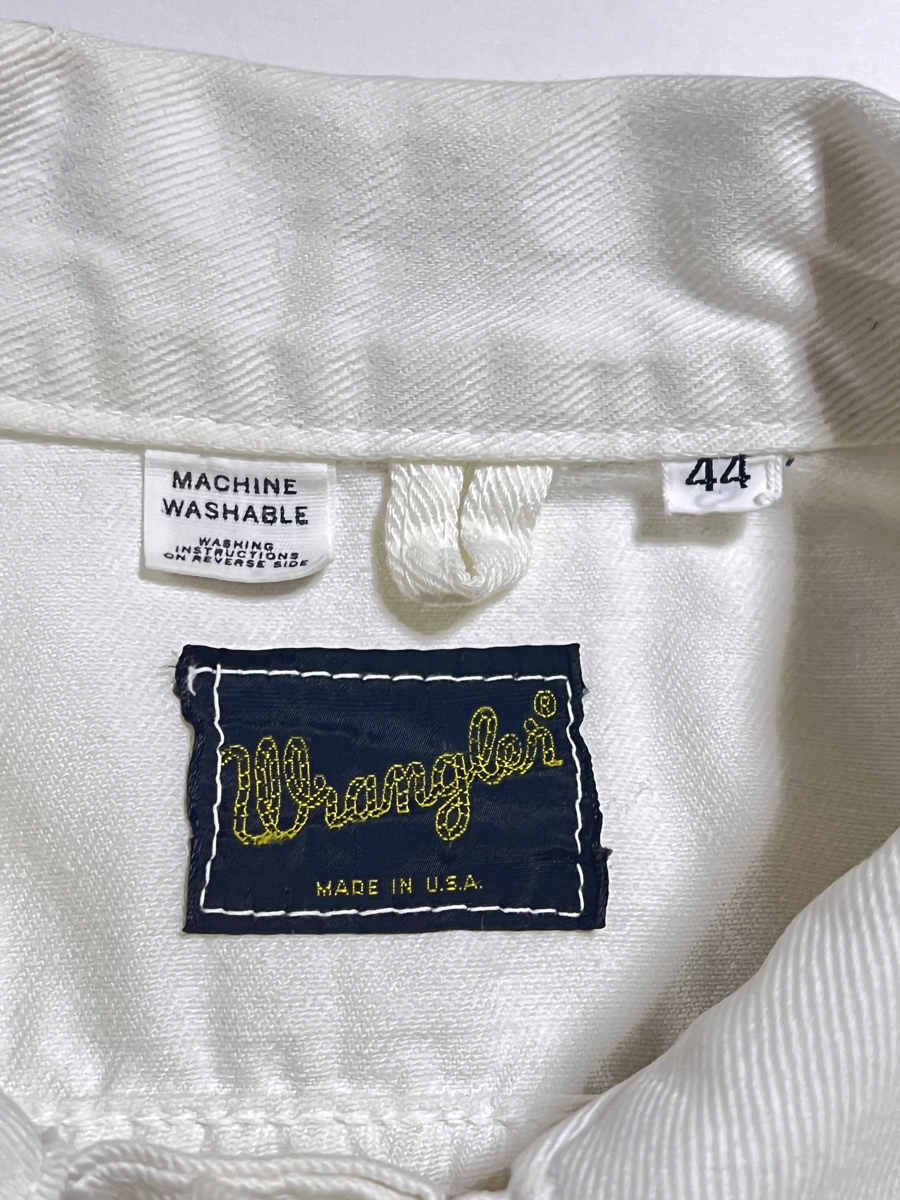 MACHINE
WASHABLE
WASHING
INSTRUCTIONS
ON REVERSE SIDE
44
Wrangler®
MADE IN U.S.A.